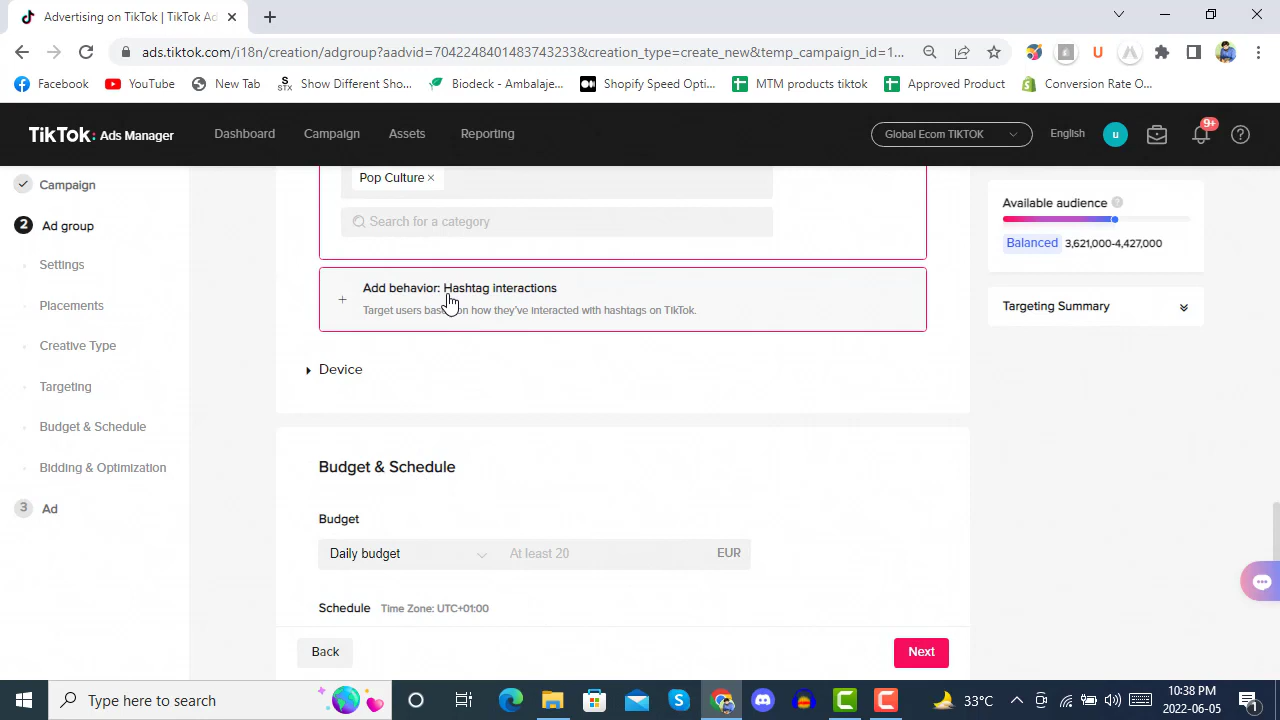 Advertising on TikTok | TikTok Ad
ads.tiktok.com/i18n/creation/adgroup?aadvid=7042245401483743233&creation_type=create_new&temp_campaign_id=1...
Facebook
YouTube
New Tab
STX Show Different Sho...
Biodeck - Ambalaje...
Shopify Speed Opti...
MTM products tiktok
Approved Product
Conversion Rate O...
TikTok: Ads Manager
Dashboard
Campaign
Assets
Reporting
Global Ecom TIKTOK
English
u
9+
Campaign
2 Ad group
Settings
Placements
Creative Type
Targeting
Budget & Schedule
Bidding & Optimization
3 Ad
Pop Culture ×
Search for a category
+ Add behavior: Hashtag interactions
Target users based on how they've interacted with hashtags on TikTok.
Device
Budget & Schedule
Budget
Daily budget
At least 20
EUR
Schedule Time Zone: UTC+01:00
Back
Next
Available audience
Balanced 3,621,000-4,427,000
Targeting Summary
Type here to search
33°C
10:38 PM
2022-06-05
1